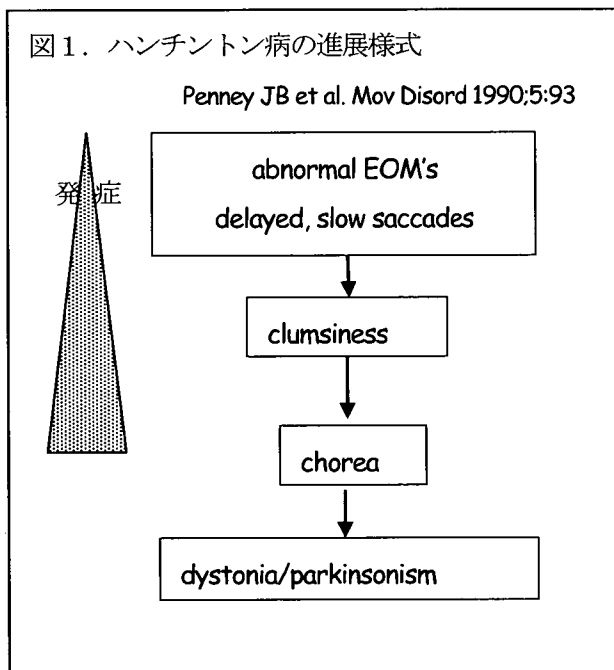 図1．ハンチントン病の進展様式
Penney JB et al. Mov Disord 1990;5:93
発症
abnormal EOM's
delayed, slow saccades
clumsiness
chorea
dystonia/parkinsonism